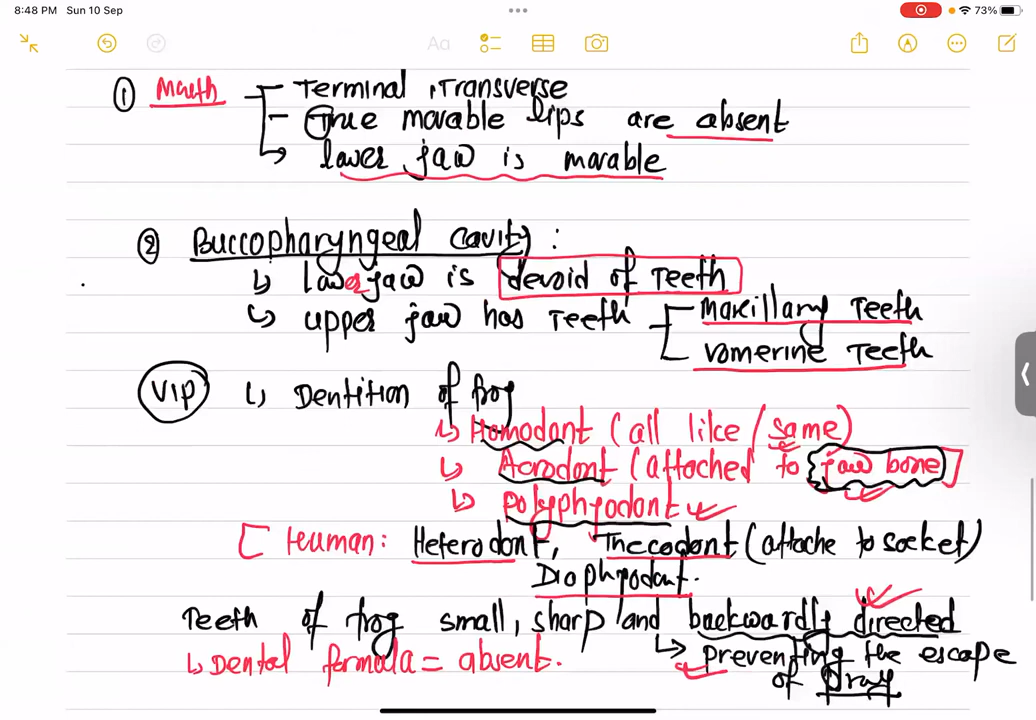 8:48 PM Sun 10 Sep 73%
Aa
① Mouth Terminal, Transverse
- True movable lips are absent
lower jaw is movable
② Buccopharyngeal cavity:
↳ lower jaw is devoid of Teeth
↳ upper jaw has Teeth Maxillary Teeth
Vomerine Teeth
VIP ↳ Dentition of frog
↳ Homodont (all like/same)
↳ Acrodont (attached to jaw bone]
↳ polyphyodont
[ Human: Heterodont, Thecodont (attache to socket)
Diophyodont.
Teeth of frog small, sharp and backwardly directed
↳ Dental formula = absent. ↳ preventing the escape
of pray